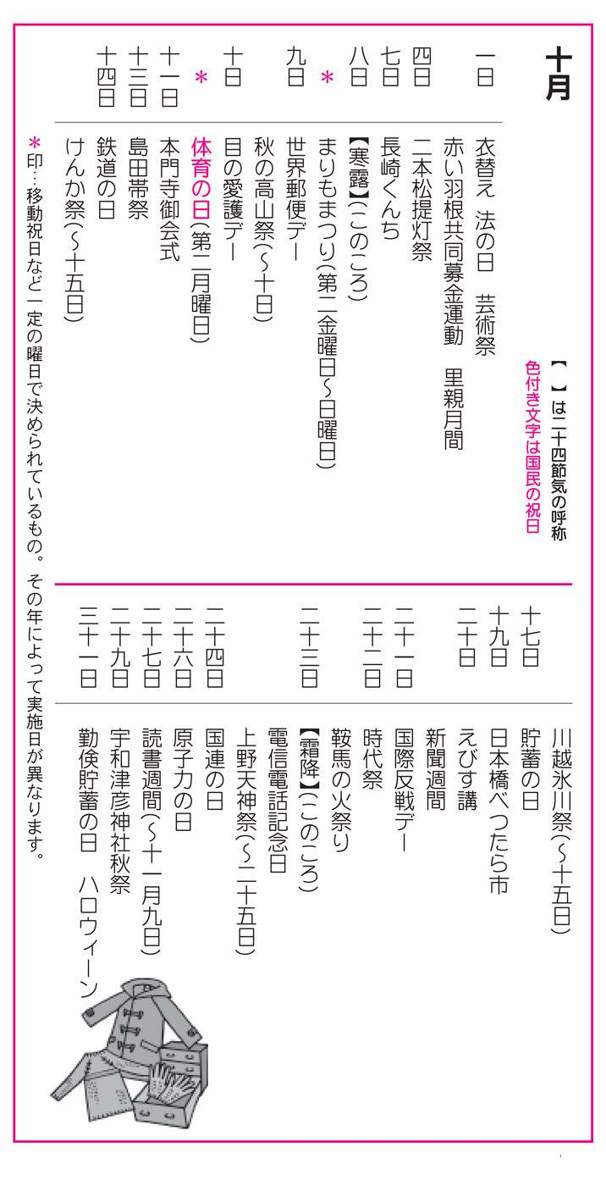 十月
【　】は二十四節気の呼称
色付き文字は国民の祝日
一日　衣替え　法の日　芸術祭
赤い羽根共同募金運動　里親月間
四日　二本松提灯祭
七日　長崎くんち
八日　【寒露】(このころ)
＊　まりもまつり(第二金曜日〜日曜日)
九日　世界郵便デー
秋の高山祭(〜十日)
十日　目の愛護デー
＊　体育の日(第二月曜日)
十一日　本門寺御会式
十三日　島田帯祭
十四日　鉄道の日
けんか祭(〜十五日)
川越氷川祭(〜十五日)
十七日　貯蓄の日
十九日　日本橋べったら市
二十日　えびす講
新聞週間
二十一日　国際反戦デー
二十二日　時代祭
鞍馬の火祭り
二十三日　【霜降】(このころ)
電信電話記念日
上野天神祭(〜二十五日)
二十四日　国連の日
二十六日　原子力の日
二十七日　読書週間(〜十一月九日)
二十九日　宇和津彦神社秋祭
三十一日　勤倹貯蓄の日　ハロウィーン
＊印…移動祝日など一定の曜日で決められているもの。その年によって実施日が異なります。